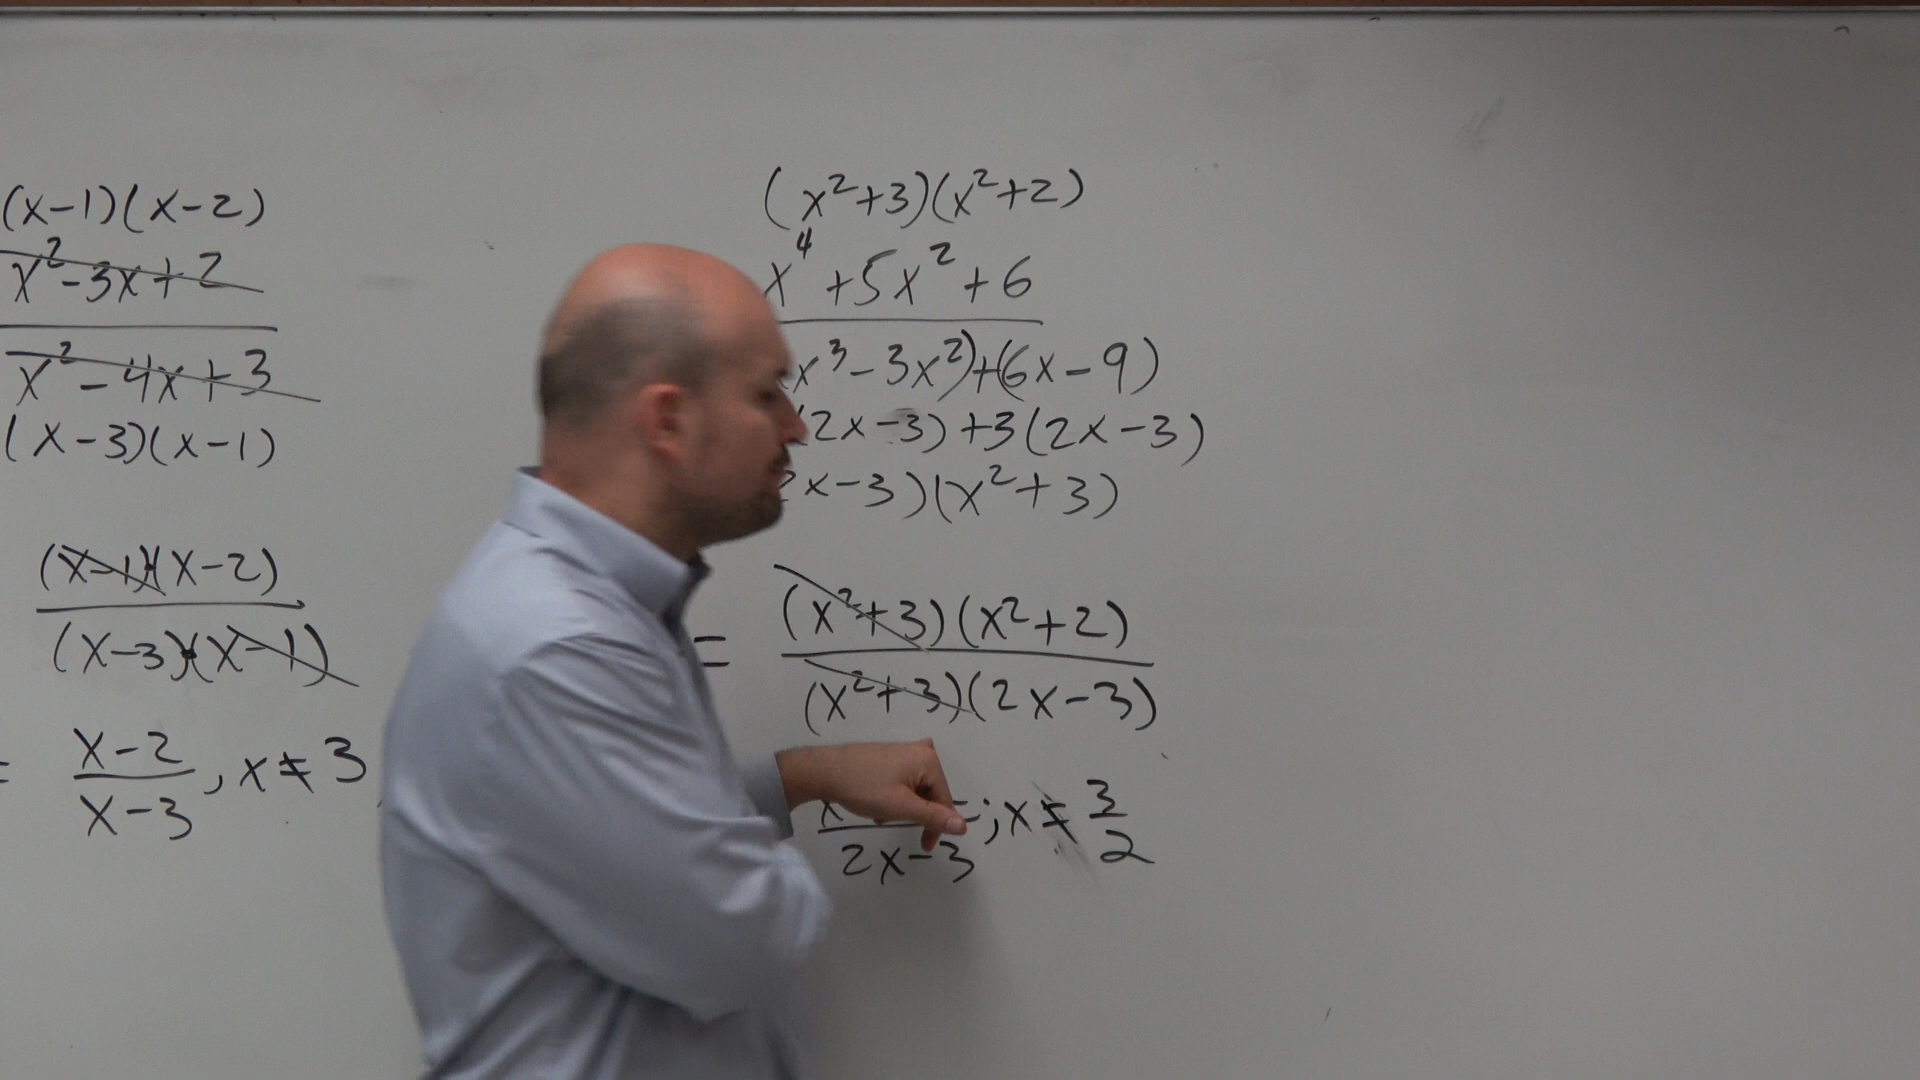 (x-1)(x-2)
x²-3x+2
x²-4x+3
(x-3)(x-1)
(x-1)(x-2)
(x-3)(x-1)
= x-2
x-3
, x≠3
(x²+3)(x²+2)
x⁴+5x²+6
x³-3x²)+(6x-9)
(2x-3)+3(2x-3)
2x-3)(x²+3)
= (x²+3)(x²+2)
(x²+3)(2x-3)
2x-3
; x≠ 3
2